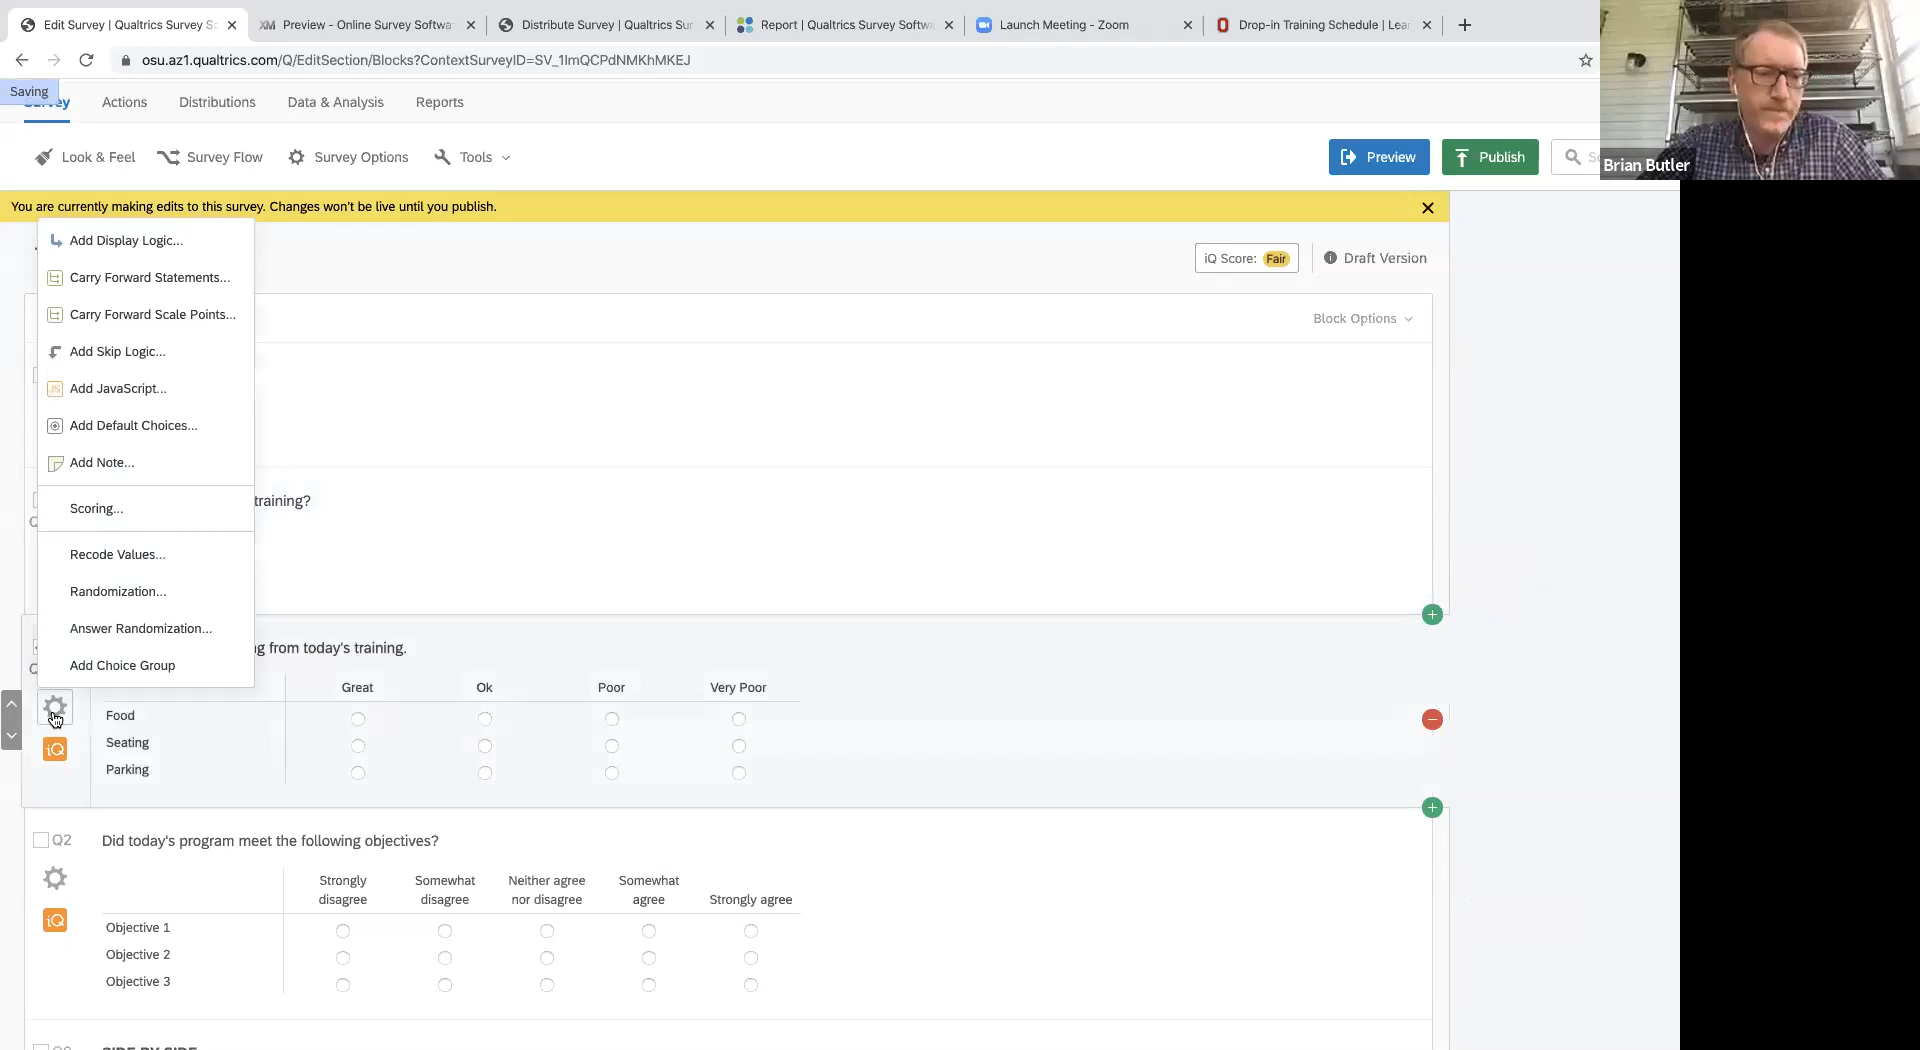 Edit Survey | Qualtrics Survey So
Preview - Online Survey Softwa
Distribute Survey | Qualtrics Sur
Report | Qualtrics Survey Softwa
Launch Meeting - Zoom
Drop-in Training Schedule | Lea
osu.az1.qualtrics.com/Q/EditSection/Blocks?ContextSurveyID=SV_1ImQCPdNMKhMKEJ
Saving
Survey Actions Distributions Data & Analysis Reports
Look & Feel Survey Flow Survey Options Tools Preview Publish
Brian Butler
You are currently making edits to this survey. Changes won't be live until you publish.
iQ Score: Fair Draft Version
Block Options
Add Display Logic...
Carry Forward Statements...
Carry Forward Scale Points...
Add Skip Logic...
JS Add JavaScript...
Add Default Choices...
Add Note...
Scoring...
Recode Values...
Randomization...
Answer Randomization...
Add Choice Group
training?
from today's training.
Great Ok Poor Very Poor
Food
Seating
Parking
iQ
Q2 Did today's program meet the following objectives?
Strongly disagree Somewhat disagree Neither agree nor disagree Somewhat agree Strongly agree
iQ
Objective 1
Objective 2
Objective 3